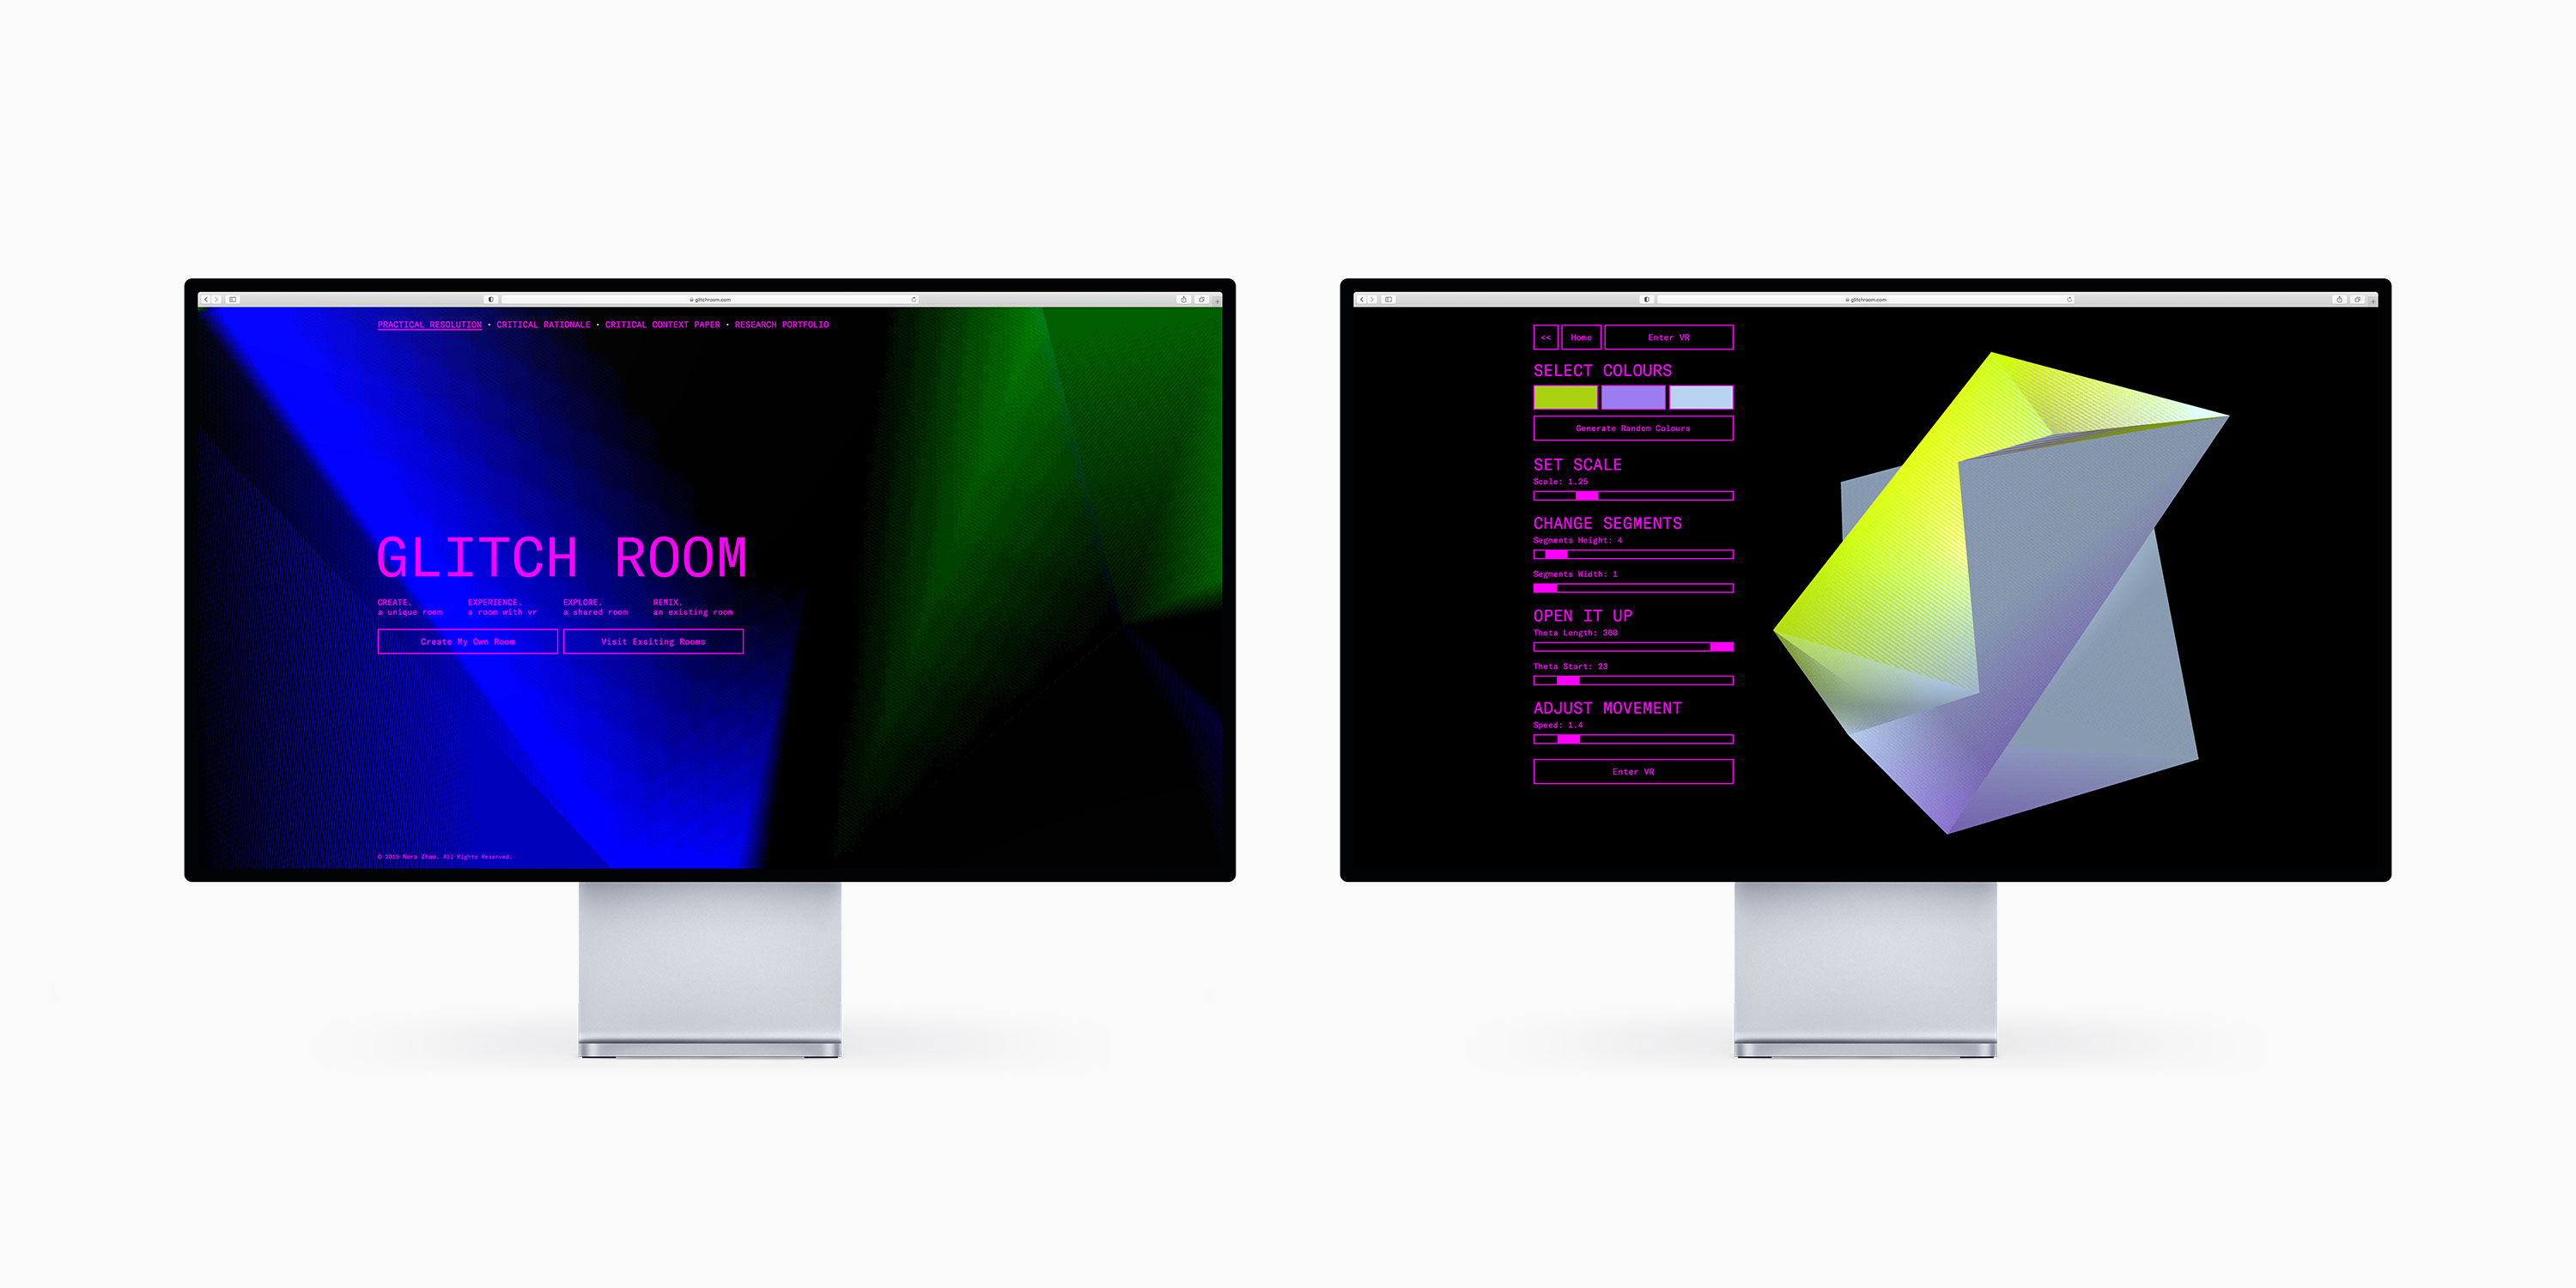 glitchroom.com
PRACTICAL RESOLUTION • CRITICAL RATIONALE • CRITICAL CONTEXT PAPER • RESEARCH PORTFOLIO
GLITCH ROOM
CREATE.
a unique room
EXPERIENCE.
a room with vr
EXPLORE.
a shared room
REMIX.
an existing room
Create My Own Room
Visit Exsiting Rooms
© 2018 Nora Zhao. All Rights Reserved.
glitchroom.com
<< Home Enter VR
SELECT COLOURS
Generate Random Colours
SET SCALE
Scale: 1.25
CHANGE SEGMENTS
Segments Height: 4
Segments Width: 1
OPEN IT UP
Theta Length: 360
Theta Start: 23
ADJUST MOVEMENT
Speed: 1.4
Enter VR